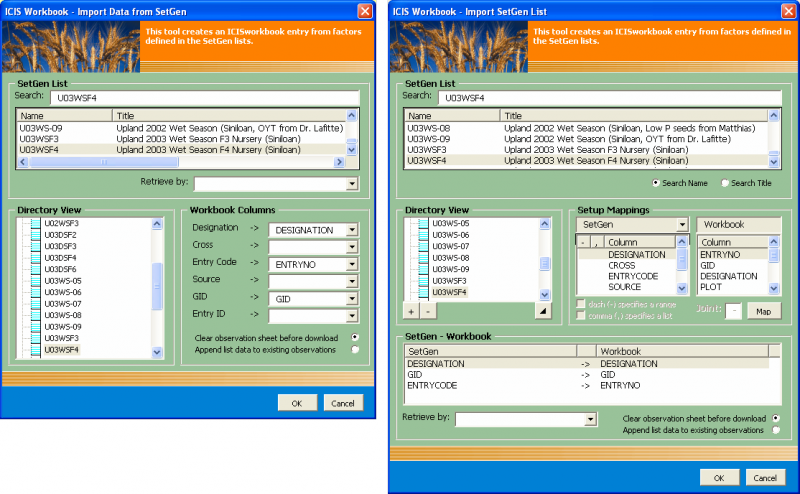 ICIS Workbook - Import Data from SetGen
This tool creates an ICISworkbook entry from factors
defined in the SetGen lists.
SetGen List
Search: U03WSF4
Name Title
U03WS-09 Upland 2002 Wet Season (Siniloan, OYT from Dr. Lafitte)
U03WSF3 Upland 2003 Wet Season F3 Nursery (Siniloan)
U03WSF4 Upland 2003 Wet Season F4 Nursery (Siniloan)
Retrieve by:
Directory View
U02WSF3
U03DSF2
U03DSF3
U03DSF4
U03DSF6
U03WS-05
U03WS-06
U03WS-07
U03WS-08
U03WS-09
U03WSF3
U03WSF4
Workbook Columns
Designation -> DESIGNATION
Cross ->
Entry Code -> ENTRYNO
Source ->
GID -> GID
Entry ID ->
Clear observation sheet before download
Append list data to existing observations
OK Cancel
ICIS Workbook - Import SetGen List
This tool creates an ICISworkbook entry from factors defined in
the SetGen lists.
SetGen List
Search: U03WSF4
Name Title
U03WS-08 Upland 2002 Wet Season (Siniloan, Low P seeds from Matthias)
U03WS-09 Upland 2002 Wet Season (Siniloan, OYT from Dr. Lafitte)
U03WSF3 Upland 2003 Wet Season F3 Nursery (Siniloan)
U03WSF4 Upland 2003 Wet Season F4 Nursery (Siniloan)
Search Name Search Title
Directory View
U03WS-05
U03WS-06
U03WS-07
U03WS-08
U03WS-09
U03WSF3
U03WSF4
+ -
Setup Mappings
SetGen Workbook
- , Column Column
DESIGNATION ENTRYNO
CROSS GID
ENTRYCODE DESIGNATION
SOURCE PLOT
dash (-) specifies a range
comma (,) specifies a list
Joint: - Map
SetGen - Workbook
SetGen Workbook
DESIGNATION -> DESIGNATION
GID -> GID
ENTRYCODE -> ENTRYNO
Retrieve by:
Clear observation sheet before download
Append list data to existing observations
OK Cancel